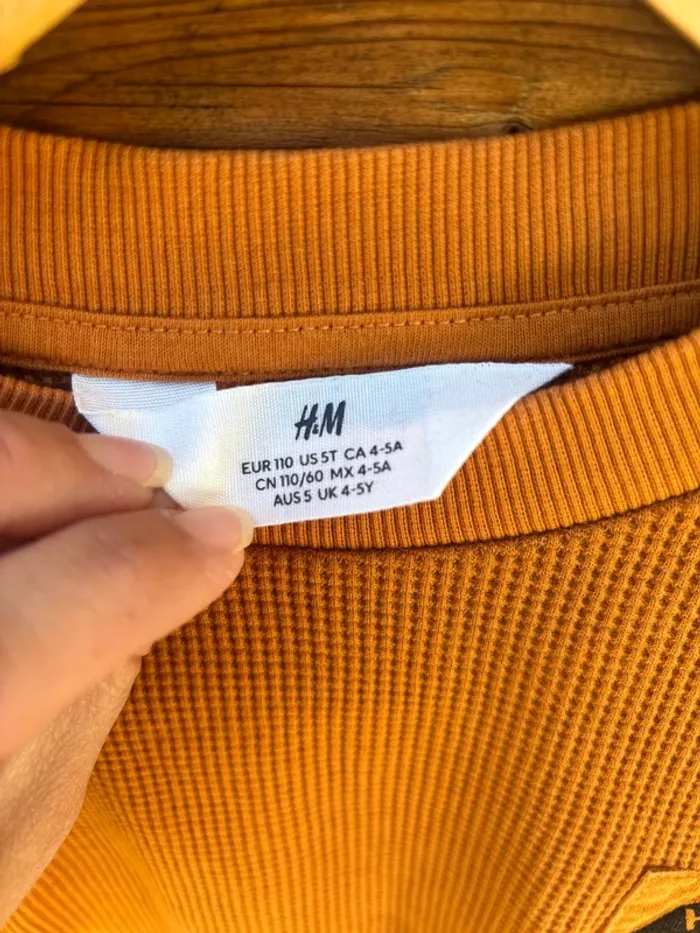 H&M
EUR 110 US 5T CA 4-5A
CN 110/60 MX 4-5A
AUS 5 UK 4-5Y